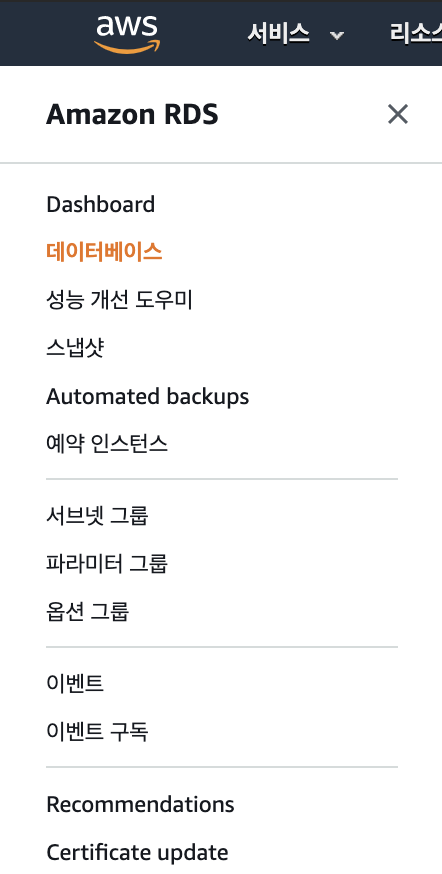 aws 서비스 리소스
Amazon RDS
Dashboard
데이터베이스
성능 개선 도우미
스냅샷
Automated backups
예약 인스턴스
서브넷 그룹
파라미터 그룹
옵션 그룹
이벤트
이벤트 구독
Recommendations
Certificate update